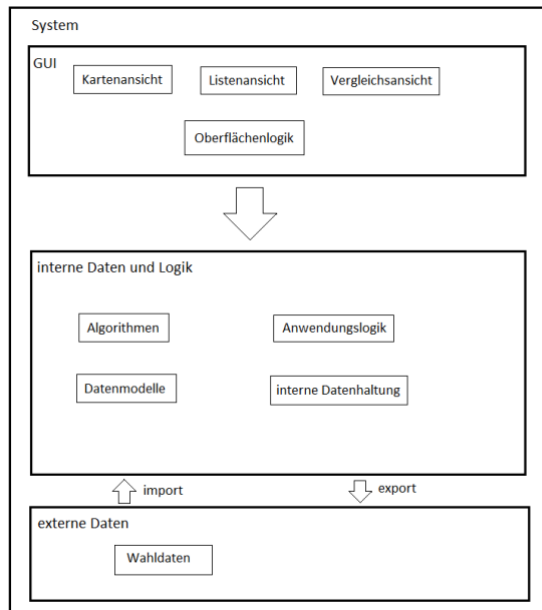 System
GUI
Kartenansicht
Listenansicht
Vergleichsansicht
Oberflächenlogik
interne Daten und Logik
Algorithmen
Anwendungslogik
Datenmodelle
interne Datenhaltung
import
export
externe Daten
Wahldaten